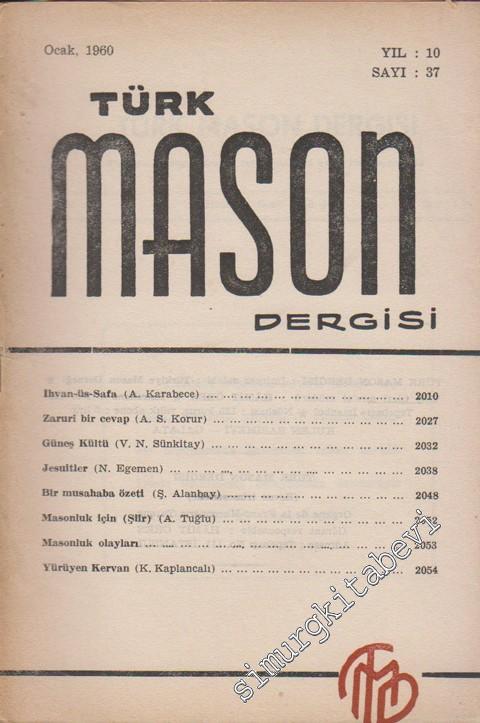 Ocak, 1960
YIL : 10
SAYI : 37
TÜRK
MASON
DERGİSİ
Ihvan-üs-Safa (A. Karabece) ... 2010
Zaruri bir cevap (A. S. Korur) ... 2027
Güneş Kültü (V. N. Sünkitay) ... 2032
Jesuitler (N. Egemen) ... 2038
Bir musahaba özeti (Ş. Alanbay) ... 2048
Masonluk için (Şiir) (A. Tuğtu) ... 2052
Masonluk olayları ... 2053
Yürüyen Kervan (K. Kaplancalı) ... 2054
simurgkitabevi